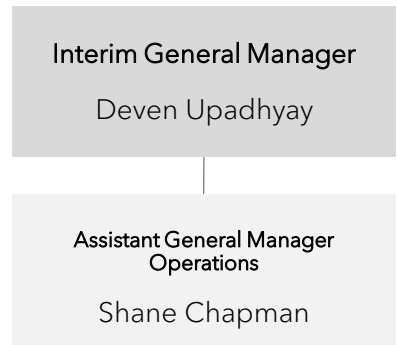 Interim General Manager
Deven Upadhyay
Assistant General Manager
Operations
Shane Chapman